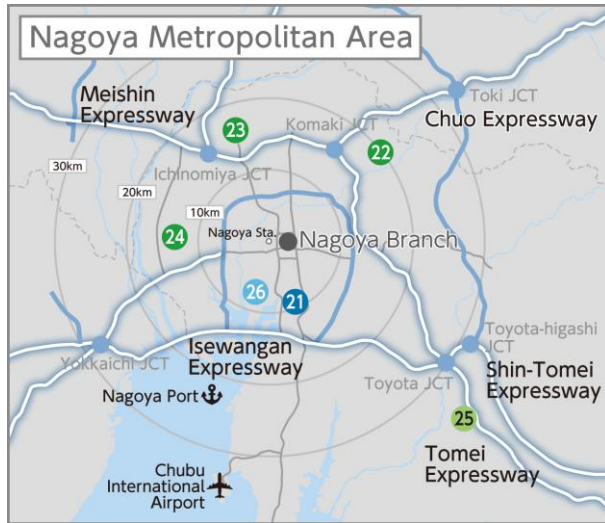 Nagoya Metropolitan Area
Meishin
Expressway
Toki JCT
Chuo Expressway
23
Komaki JCT
22
30km
Ichinomiya JCT
20km
10km
24
Nagoya Sta.
Nagoya Branch
26
21
Isewangan
Expressway
Yokkaichi JCT
Toyota-higashi
JCT
Toyota JCT
Shin-Tomei
Expressway
Nagoya Port
25
Tomei
Expressway
Chubu
International
Airport